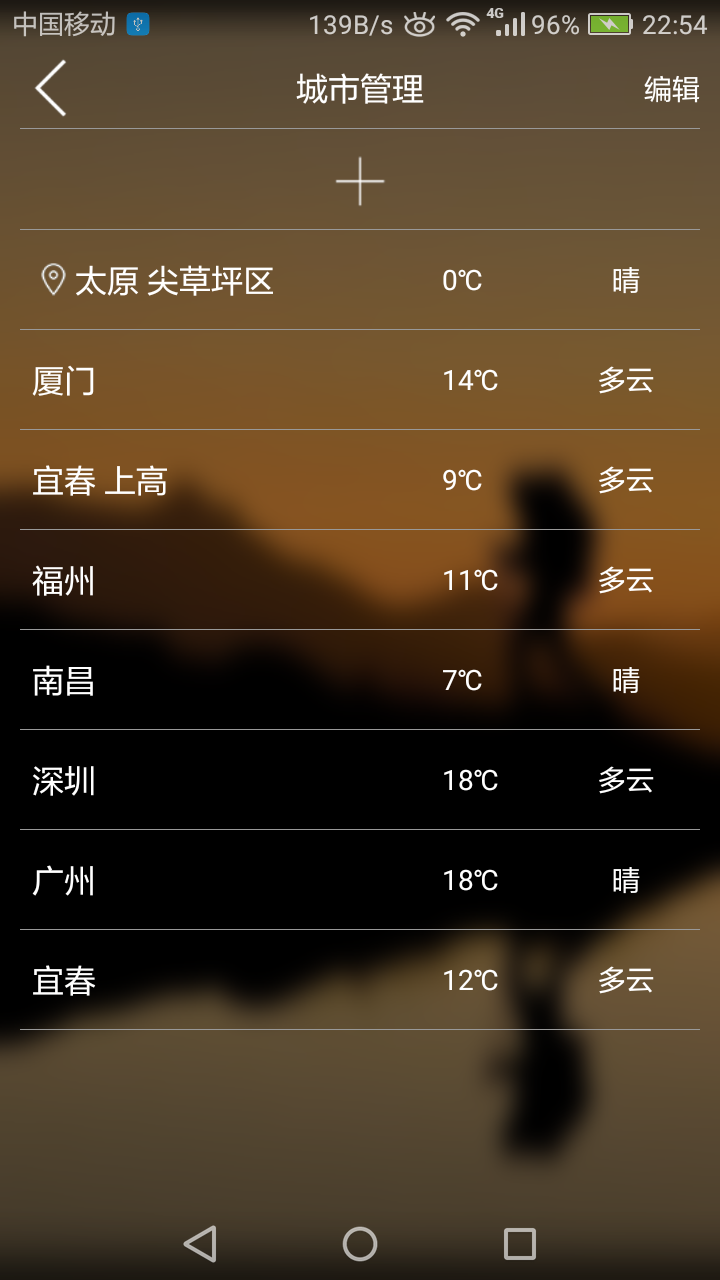 中国移动 139B/s 4G 96% 22:54
城市管理 编辑
太原 尖草坪区 0℃ 晴
厦门 14℃ 多云
宜春 上高 9℃ 多云
福州 11℃ 多云
南昌 7℃ 晴
深圳 18℃ 多云
广州 18℃ 晴
宜春 12℃ 多云